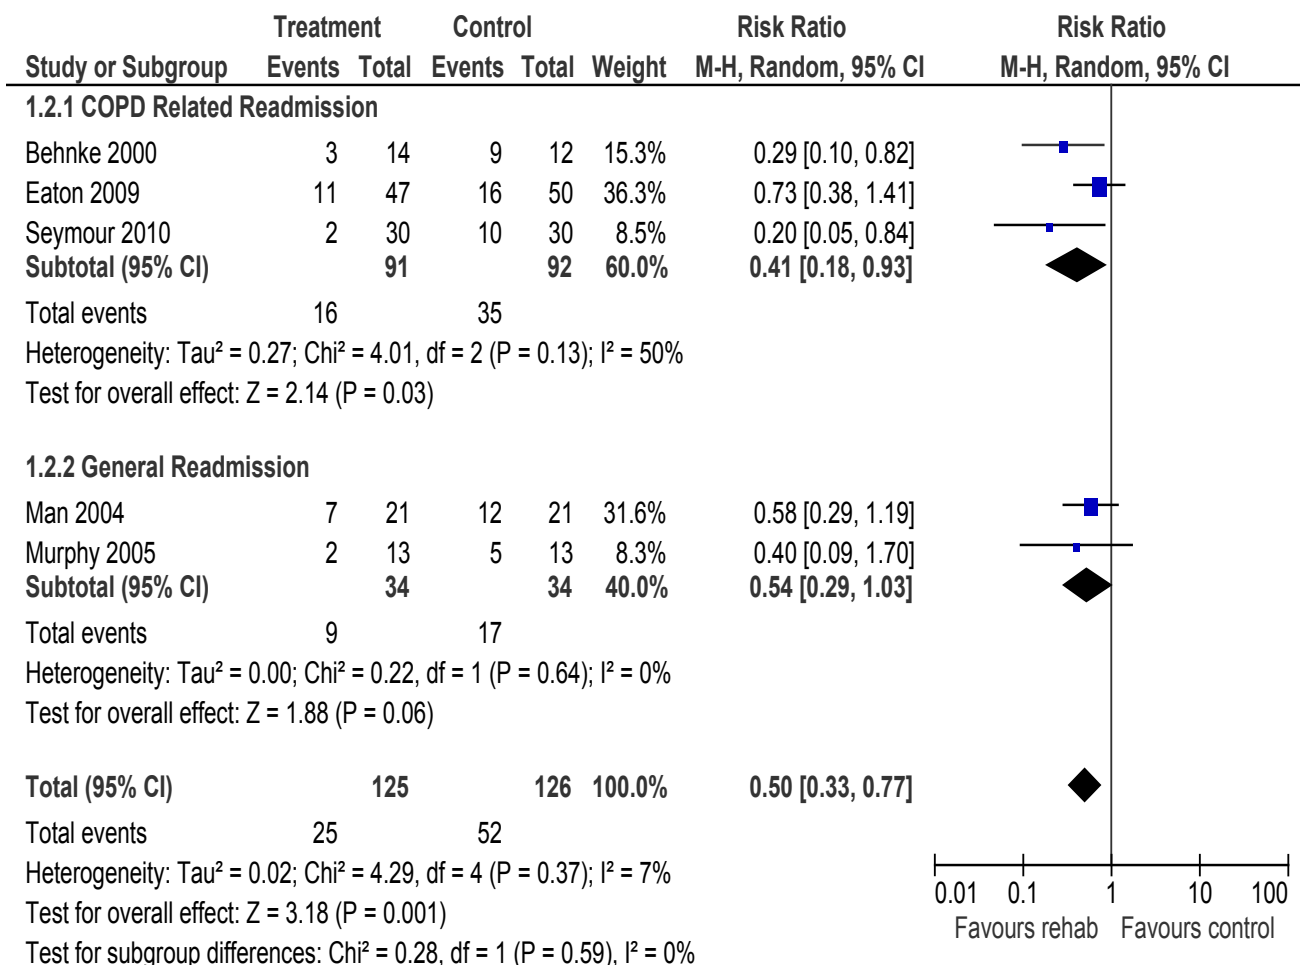 Treatment Control Risk Ratio Risk Ratio
Study or Subgroup Events Total Events Total Weight M-H, Random, 95% CI M-H, Random, 95% CI
1.2.1 COPD Related Readmission
Behnke 2000 3 14 9 12 15.3% 0.29 [0.10, 0.82]
Eaton 2009 11 47 16 50 36.3% 0.73 [0.38, 1.41]
Seymour 2010 2 30 10 30 8.5% 0.20 [0.05, 0.84]
Subtotal (95% CI) 91 92 60.0% 0.41 [0.18, 0.93]
Total events 16 35
Heterogeneity: Tau² = 0.27; Chi² = 4.01, df = 2 (P = 0.13); I² = 50%
Test for overall effect: Z = 2.14 (P = 0.03)
1.2.2 General Readmission
Man 2004 7 21 12 21 31.6% 0.58 [0.29, 1.19]
Murphy 2005 2 13 5 13 8.3% 0.40 [0.09, 1.70]
Subtotal (95% CI) 34 34 40.0% 0.54 [0.29, 1.03]
Total events 9 17
Heterogeneity: Tau² = 0.00; Chi² = 0.22, df = 1 (P = 0.64); I² = 0%
Test for overall effect: Z = 1.88 (P = 0.06)
Total (95% CI) 125 126 100.0% 0.50 [0.33, 0.77]
Total events 25 52
Heterogeneity: Tau² = 0.02; Chi² = 4.29, df = 4 (P = 0.37); I² = 7%
Test for overall effect: Z = 3.18 (P = 0.001)
Test for subgroup differences: Chi² = 0.28, df = 1 (P = 0.59), I² = 0%
0.01 0.1 1 10 100
Favours rehab Favours control